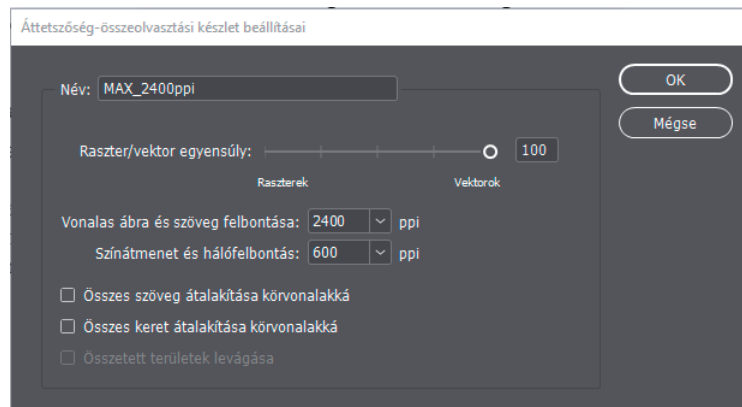 Áttetszőség-összeolvasztási készlet beállításai
Név: MAX_2400ppi
OK
Mégse
Raszter/vektor egyensúly: 100
Raszterek Vektorok
Vonalas ábra és szöveg felbontása: 2400 ppi
Színátmenet és hálófelbontás: 600 ppi
Összes szöveg átalakítása körvonalakká
Összes keret átalakítása körvonalakká
Összetett területek levágása